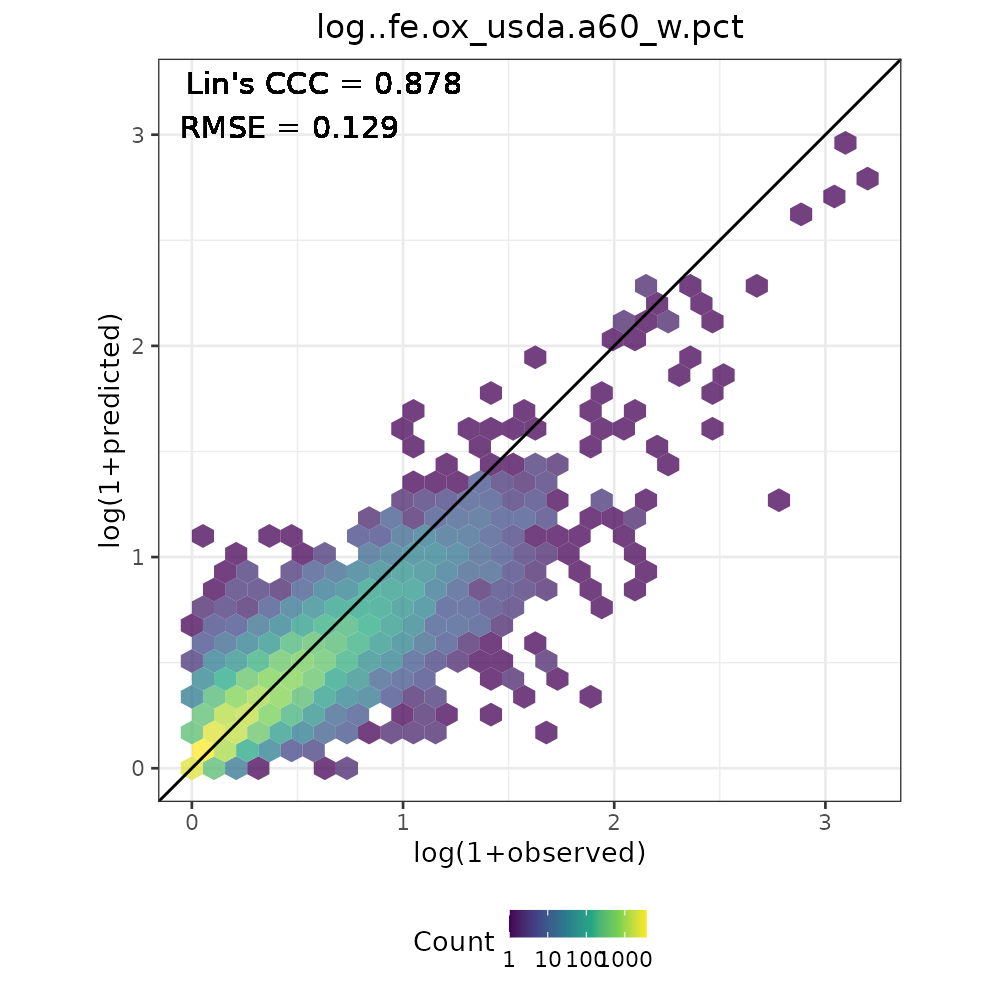 log..fe.ox_usda.a60_w.pct
Lin's CCC = 0.878
RMSE = 0.129
log(1+predicted)
3
2
1
0
0 1 2 3
log(1+observed)
Count
1 10 100 1000